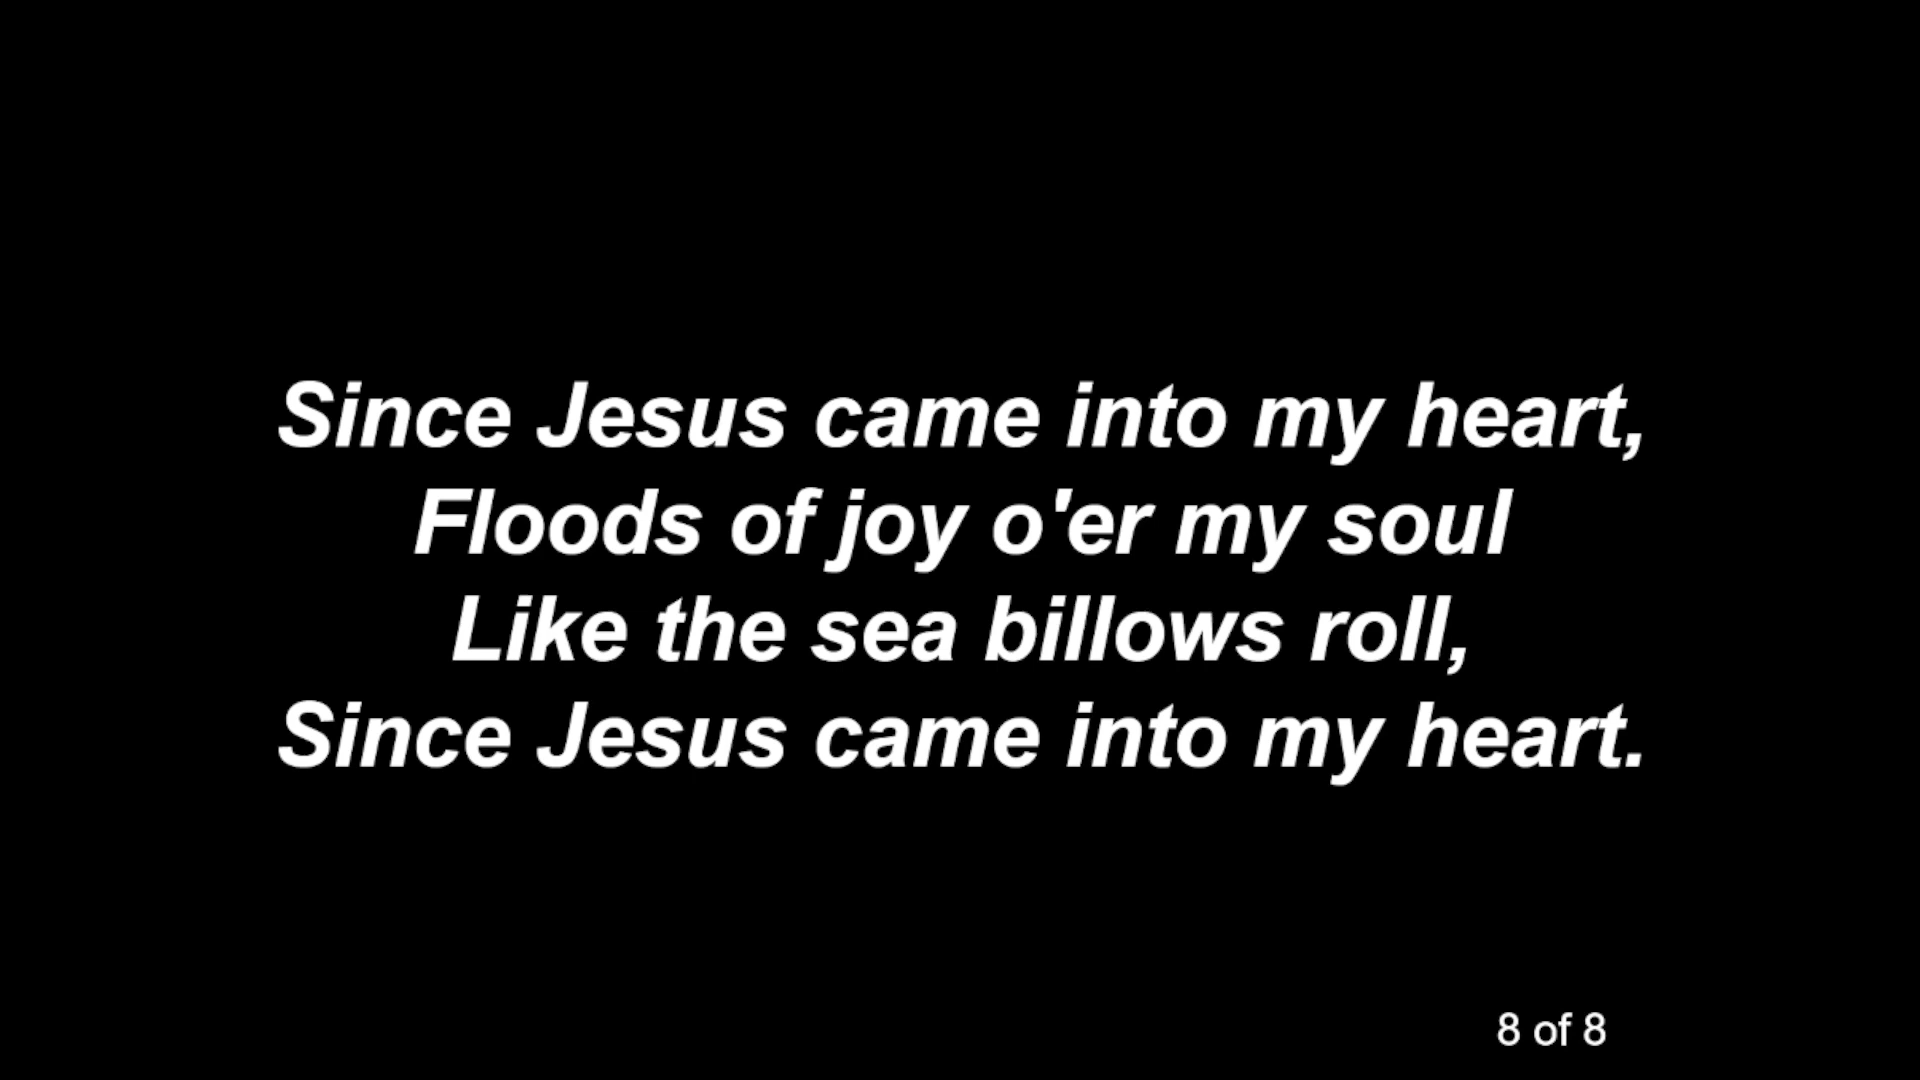 Since Jesus came into my heart,
Floods of joy o'er my soul
Like the sea billows roll,
Since Jesus came into my heart.
8 of 8